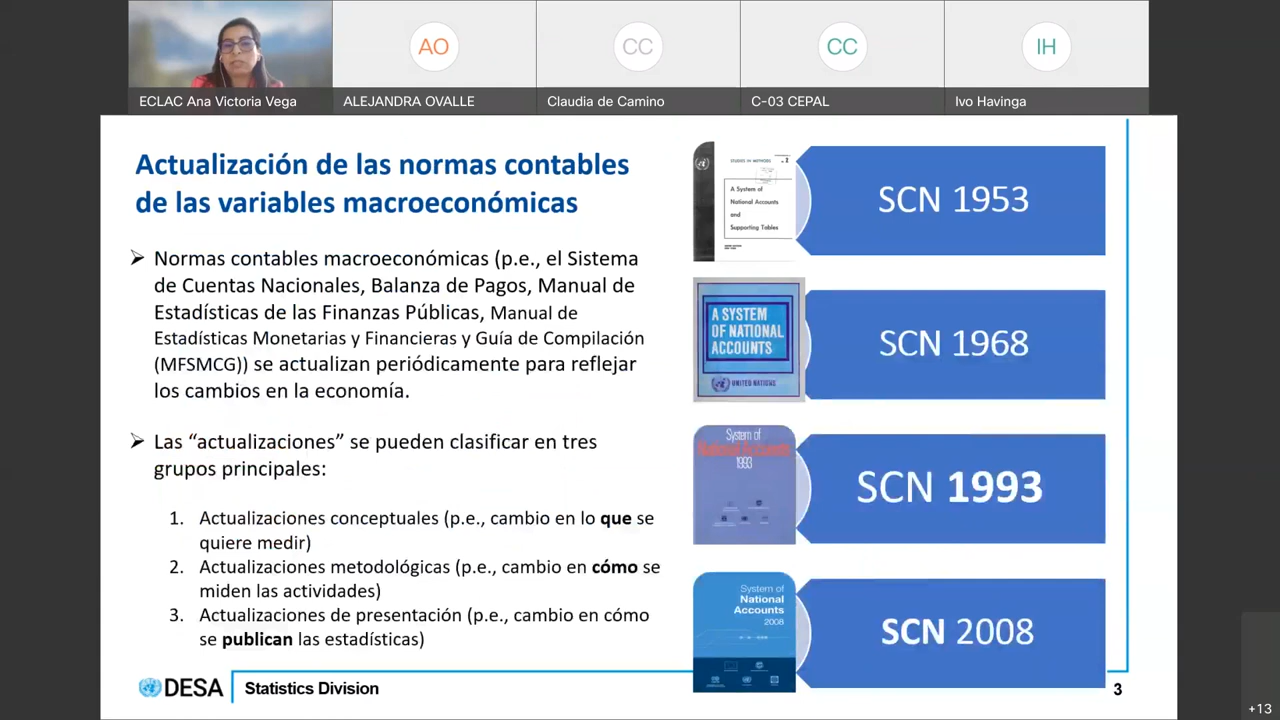 AO
CC
CC
IH
ECLAC Ana Victoria Vega
ALEJANDRA OVALLE
Claudia de Camino
C-03 CEPAL
Ivo Havinga
Actualización de las normas contables
de las variables macroeconómicas
Normas contables macroeconómicas (p.e., el Sistema
de Cuentas Nacionales, Balanza de Pagos, Manual de
Estadísticas de las Finanzas Públicas, Manual de
Estadísticas Monetarias y Financieras y Guía de Compilación
(MFSMCG)) se actualizan periódicamente para reflejar
los cambios en la economía.
Las “actualizaciones” se pueden clasificar en tres
grupos principales:
1. Actualizaciones conceptuales (p.e., cambio en lo que se
quiere medir)
2. Actualizaciones metodológicas (p.e., cambio en cómo se
miden las actividades)
3. Actualizaciones de presentación (p.e., cambio en cómo
se publican las estadísticas)
STUDIES IN METHODS
A System of
National Accounts
and
Supporting Tables
SCN 1953
A SYSTEM
OF NATIONAL
ACCOUNTS
UNITED NATIONS
SCN 1968
System of
National Accounts
1993
SCN 1993
System of
National
Accounts
2008
SCN 2008
DESA
Statistics Division
3
+13